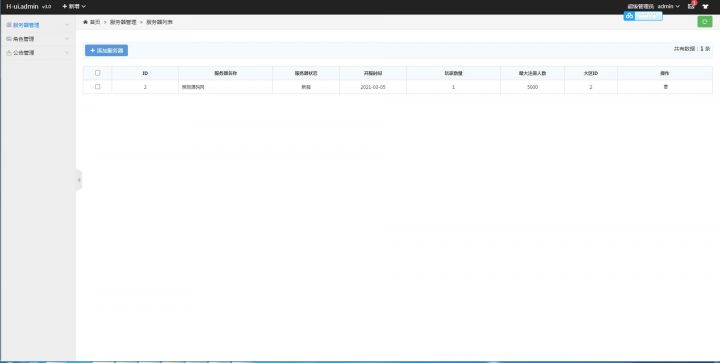 H-ui.admin v3.0 新增 超级管理员 admin 1
服务器管理
角色管理
公告管理
首页 > 服务器管理 > 服务器列表
添加服务器 共有数据：1 条
ID 服务器名称 服务器状态 开服时间 玩家数量 最大注册人数 大区ID 操作
2 新服 2021-03-05 1 5000 2